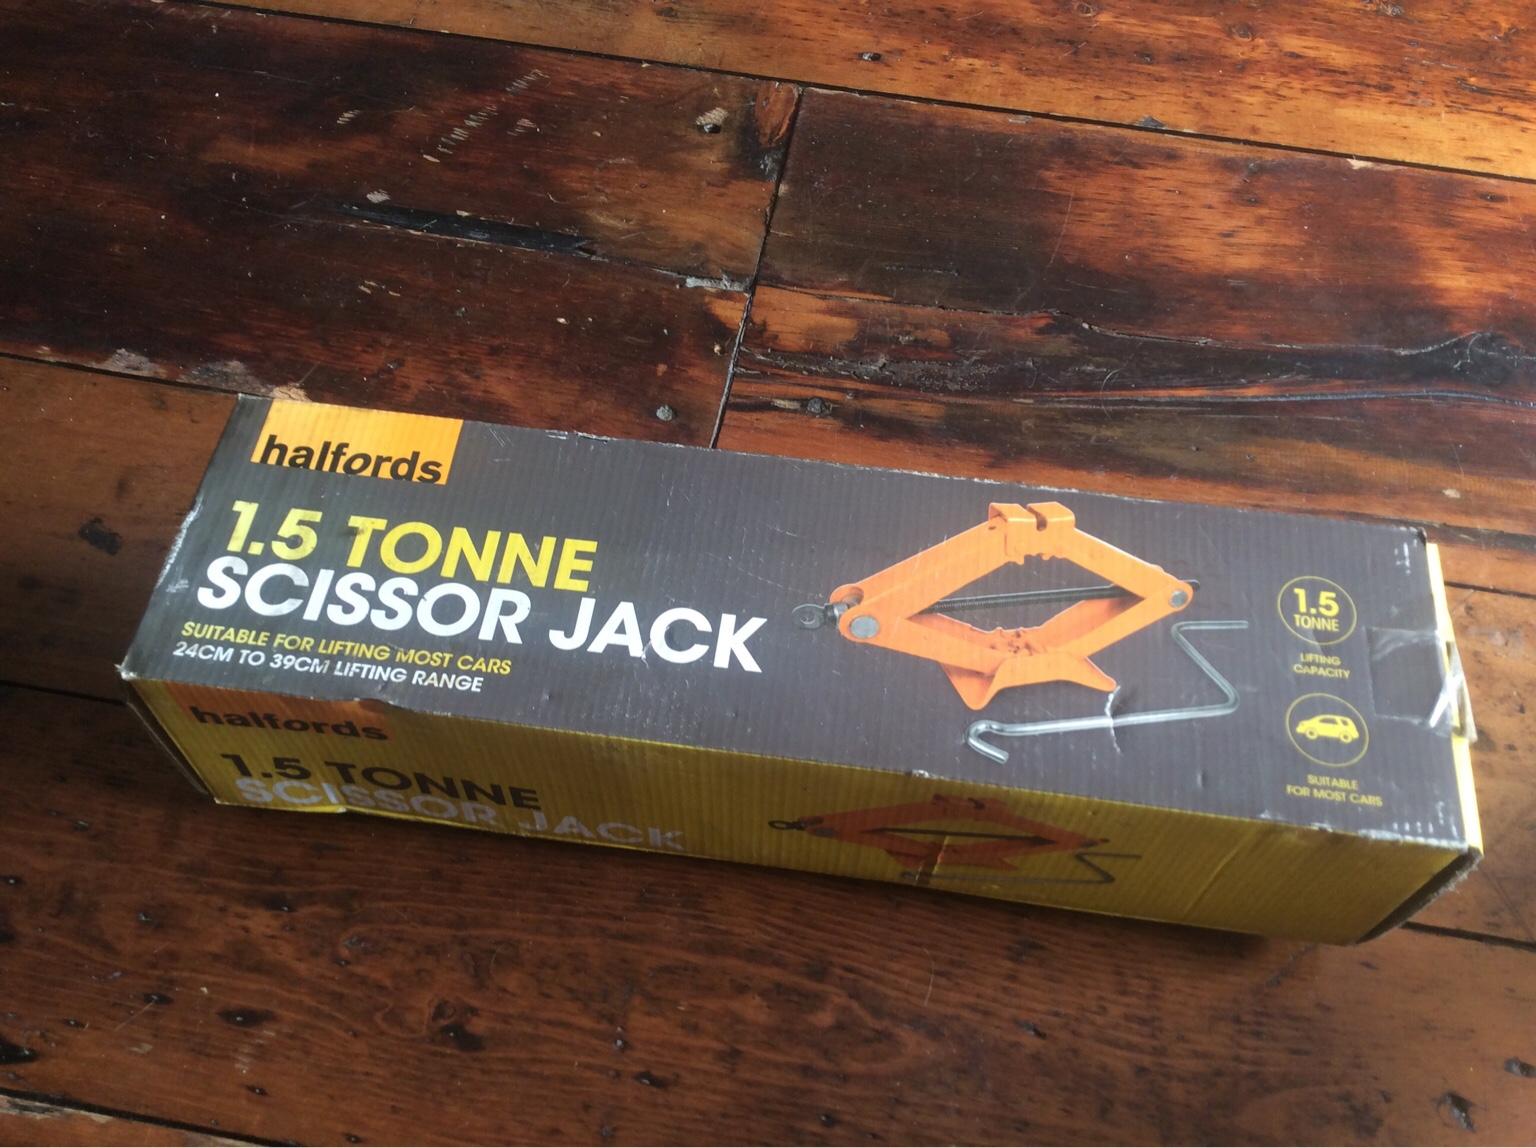 halfords
1.5 TONNE
SCISSOR JACK
SUITABLE FOR LIFTING MOST CARS
24CM TO 39CM LIFTING RANGE
1.5
TONNE
LIFTING
CAPACITY
SUITABLE
FOR MOST CARS
halfords
1.5 TONNE
SCISSOR JACK